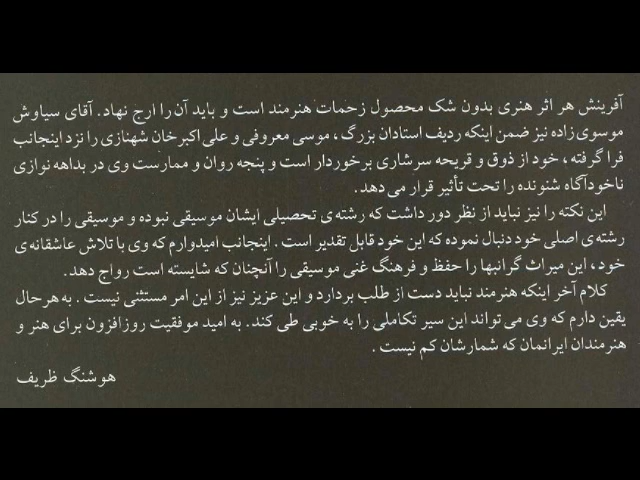 آفرینش هر اثر هنری بدون شک محصول زحمات هنرمند است و باید آن را ارج نهاد. آقای سیاوش
موسوی زاده نیز ضمن اینکه ردیف استادان بزرگ ، موسی معروفی و علی اکبرخان شهنازی را نزد اینجانب
فرا گرفته ، خود از ذوق و قریحه سرشاری برخوردار است و پنجه روان و ممارست وی در بداهه نوازی
ناخودآگاه شنونده را تحت تأثیر قرار می دهد.
این نکته را نیز نباید از نظر دور داشت که رشته‌ی تحصیلی ایشان موسیقی نبوده و موسیقی را در کنار
رشته‌ی اصلی خود دنبال نموده که این خود قابل تقدیر است . اینجانب امیدوارم که وی با تلاش عاشقانه‌ی
خود ، این میراث گرانبها را حفظ و فرهنگ غنی موسیقی را آنچنان که شایسته است رواج دهد.
کلام آخر اینکه هنرمند نباید دست از طلب بردارد و این عزیز نیز از این امر مستثنی نیست . به هر حال
یقین دارم که وی می تواند این سیر تکاملی را به خوبی طی کند. به امید موفقیت روزافزون برای هنر و
هنرمندان ایرانمان که شمارشان کم نیست .
هوشنگ ظریف